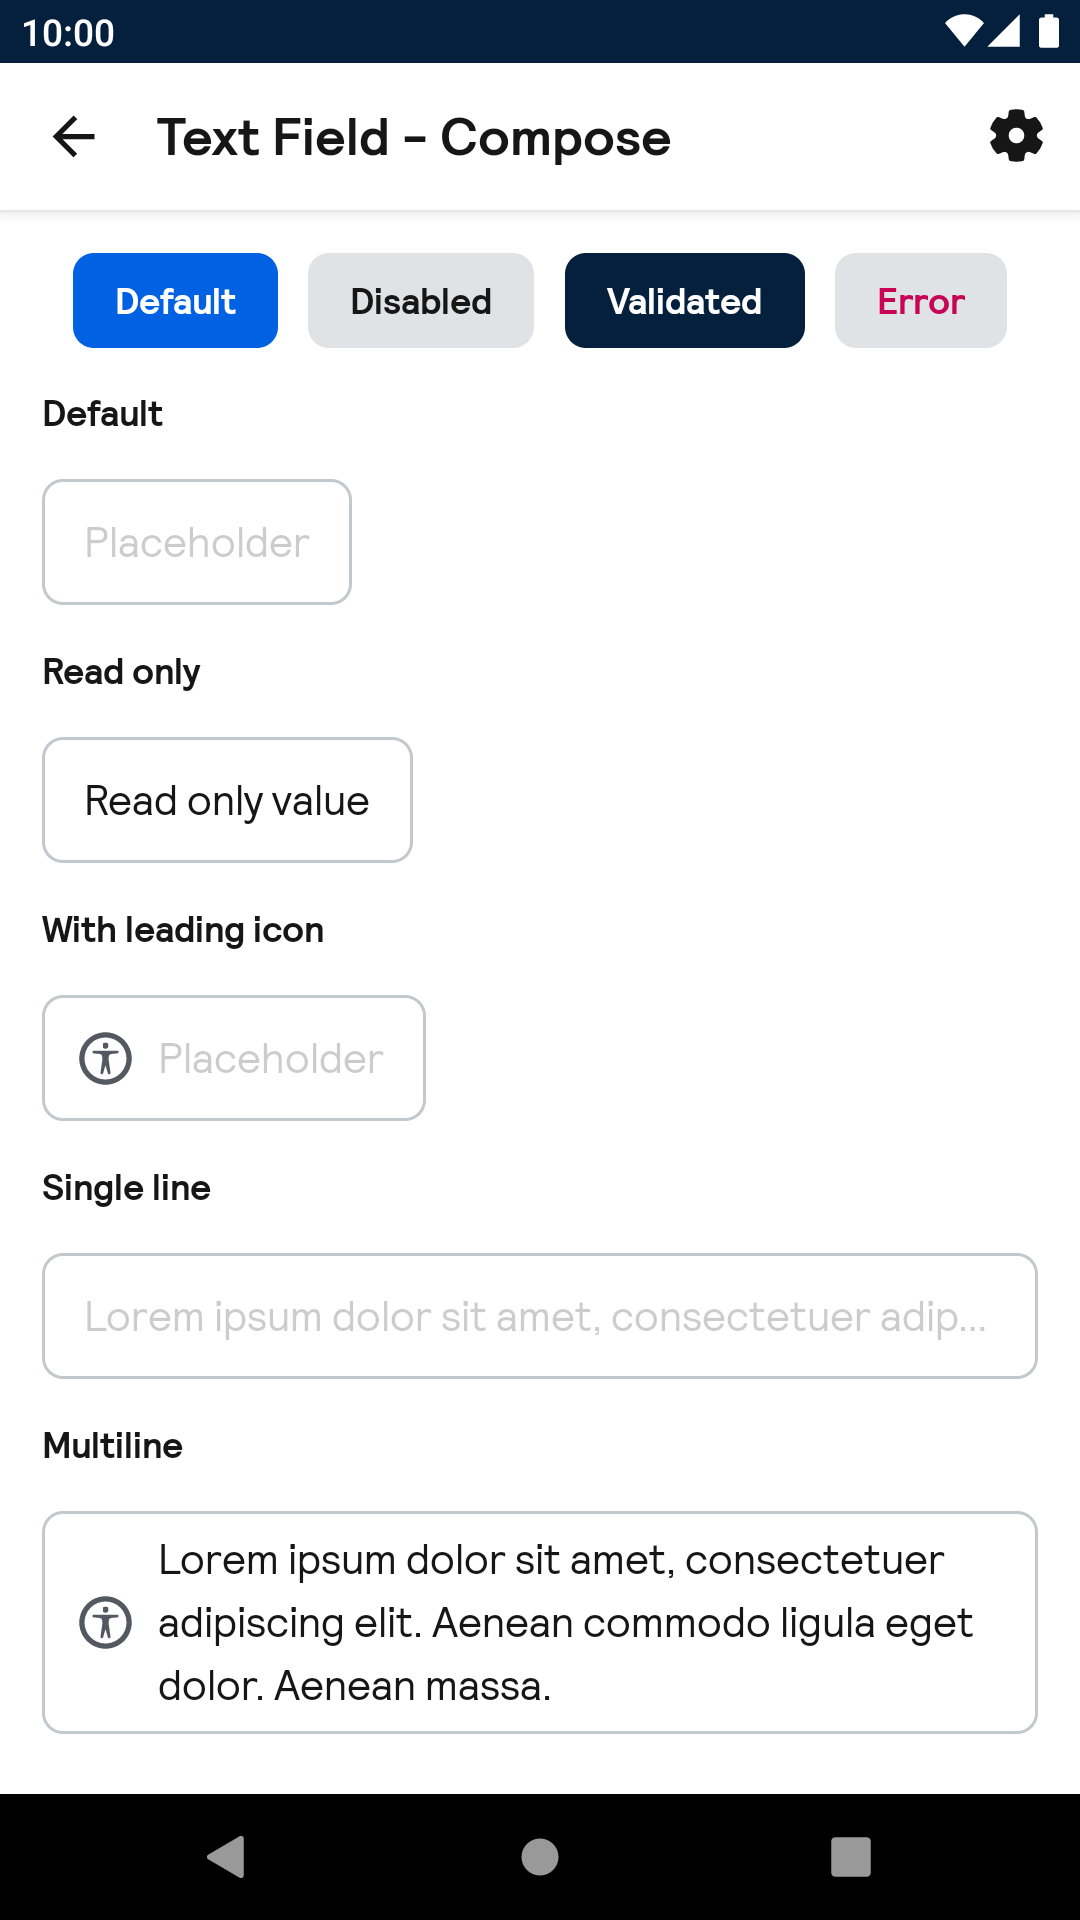 10:00
Text Field - Compose
Default Disabled Validated Error
Default
Placeholder
Read only
Read only value
With leading icon
Placeholder
Single line
Lorem ipsum dolor sit amet, consectetuer adip...
Multiline
Lorem ipsum dolor sit amet, consectetuer
adipiscing elit. Aenean commodo ligula eget
dolor. Aenean massa.